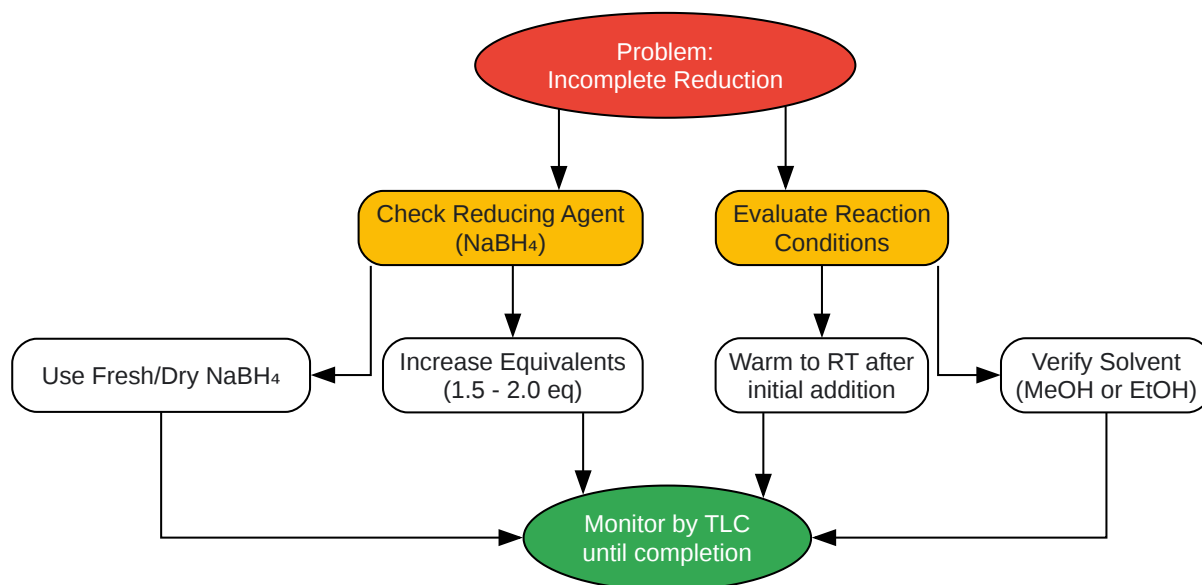 Problem:
Incomplete Reduction
Check Reducing Agent
(NaBH₄)
Evaluate Reaction
Conditions
Use Fresh/Dry NaBH₄
Increase Equivalents
(1.5 - 2.0 eq)
Warm to RT after
initial addition
Verify Solvent
(MeOH or EtOH)
Monitor by TLC
until completion